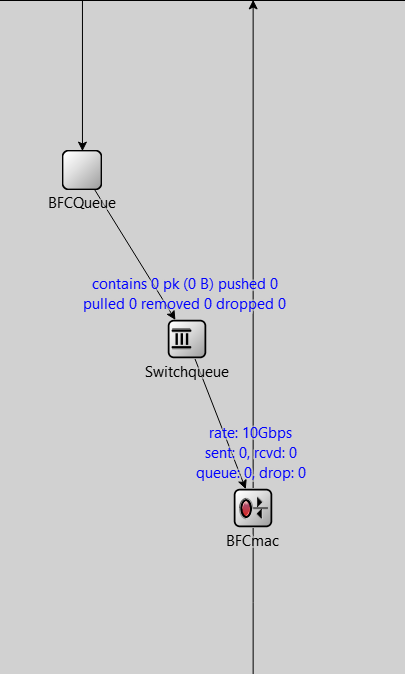 BFCQueue
contains 0 pk (0 B) pushed 0
pulled 0 removed 0 dropped 0
Switchqueue
rate: 10Gbps
sent: 0, rcvd: 0
queue: 0, drop: 0
BFCmac